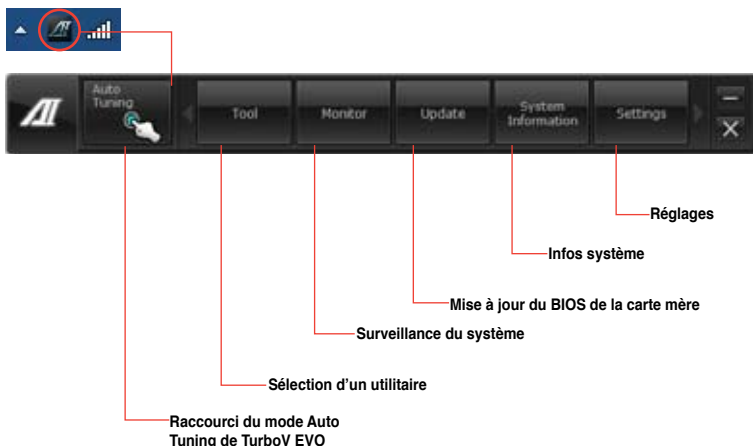 Auto
Tuning
Tool
Monitor
Update
System
Information
Settings
Réglages
Infos système
Mise à jour du BIOS de la carte mère
Surveillance du système
Sélection d’un utilitaire
Raccourci du mode Auto
Tuning de TurboV EVO